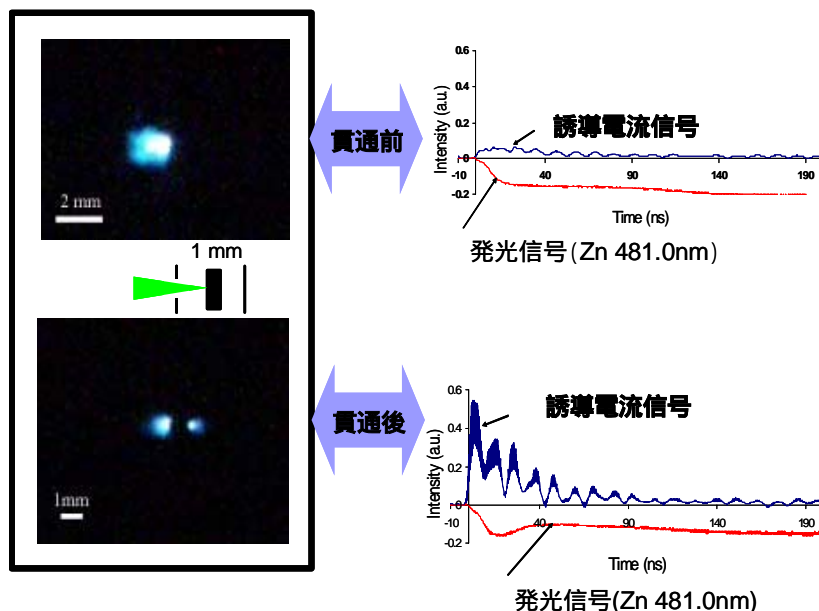 2 mm
1 mm
1mm
貫通前
貫通後
Intensity (a.u.)
0.6
0.4
0.2
0
-0.2
-10 40 90 140 190
Time (ns)
誘導電流信号
発光信号(Zn 481.0nm)
Intensity (a.u.)
0.6
0.4
0.2
0
-0.2
-10 40 90 140 190
Time (ns)
誘導電流信号
発光信号(Zn 481.0nm)